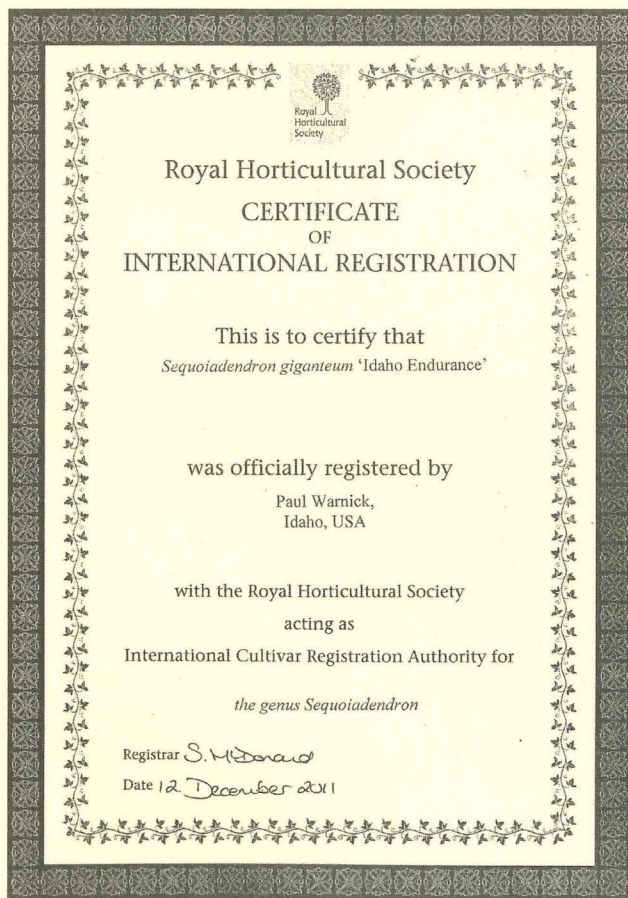 Royal
Horticultural
Society
Royal Horticultural Society
CERTIFICATE
OF
INTERNATIONAL REGISTRATION
This is to certify that
Sequoiadendron giganteum ‘Idaho Endurance’
was officially registered by
Paul Warnick,
Idaho, USA
with the Royal Horticultural Society
acting as
International Cultivar Registration Authority for
the genus Sequoiadendron
Registrar S. McDonald
Date 12 December 2011